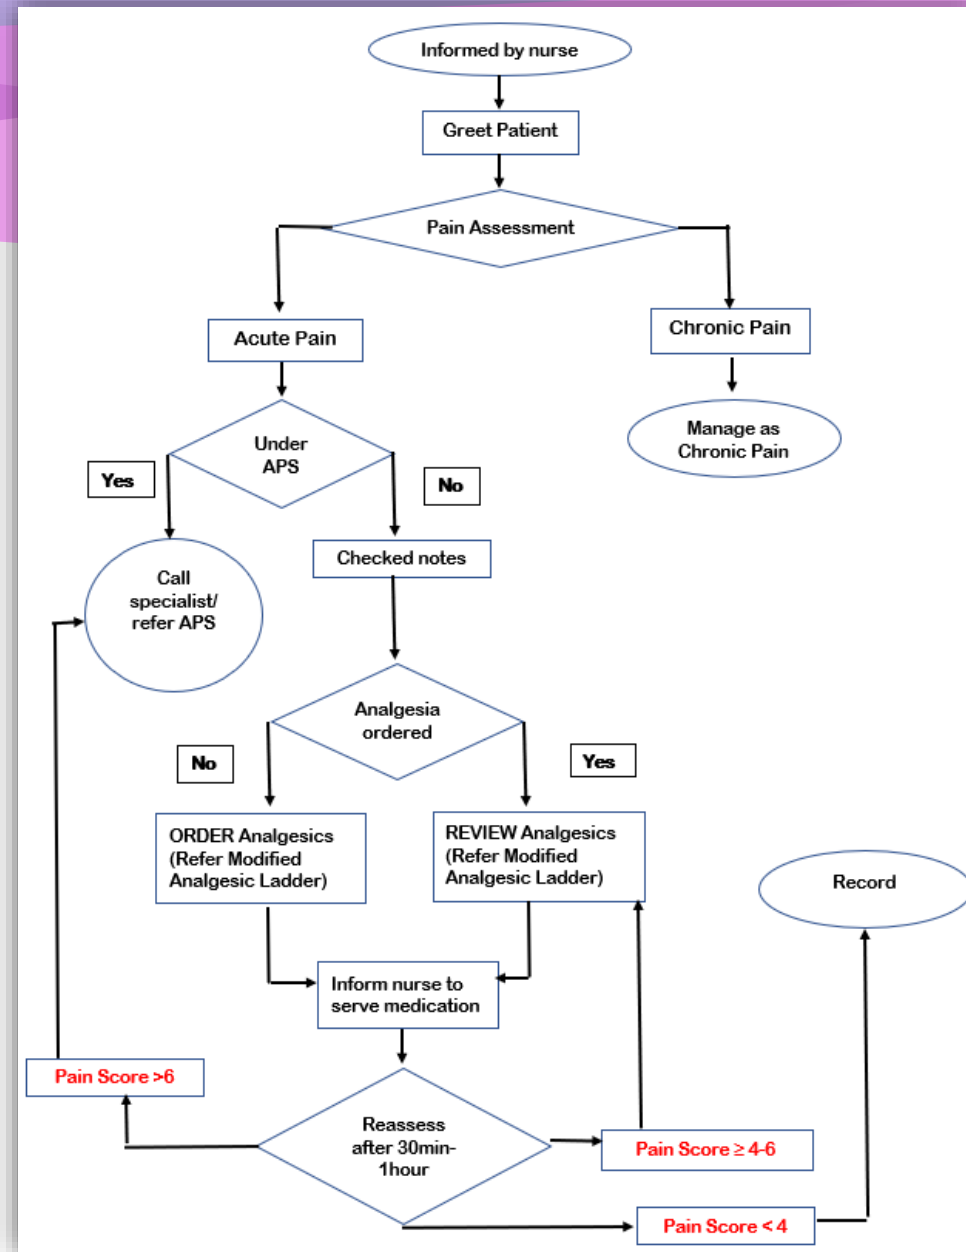 Informed by nurse
Greet Patient
Pain Assessment
Acute Pain
Chronic Pain
Manage as
Chronic Pain
Under
APS
Yes
No
Call
specialist/
refer APS
Checked notes
Analgesia
ordered
No
Yes
ORDER Analgesics
(Refer Modified
Analgesic Ladder)
REVIEW Analgesics
(Refer Modified
Analgesic Ladder)
Record
Inform nurse to
serve medication
Pain Score >6
Reassess
after 30min-
1hour
Pain Score ≥ 4-6
Pain Score < 4